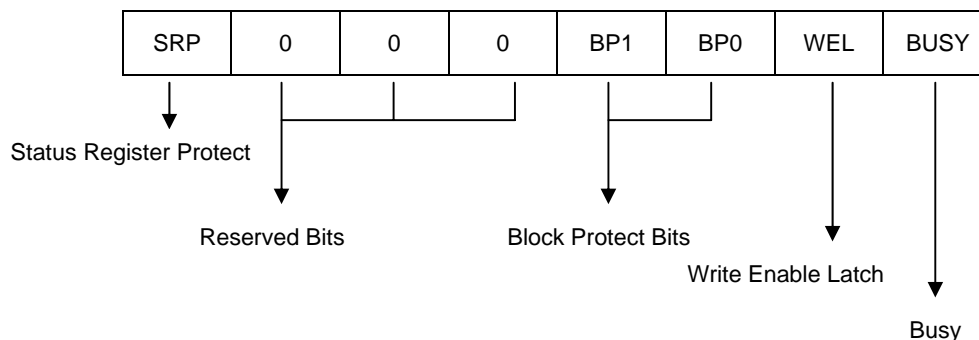 SRP 0 0 0 BP1 BP0 WEL BUSY
Status Register Protect
Reserved Bits
Block Protect Bits
Write Enable Latch
Busy